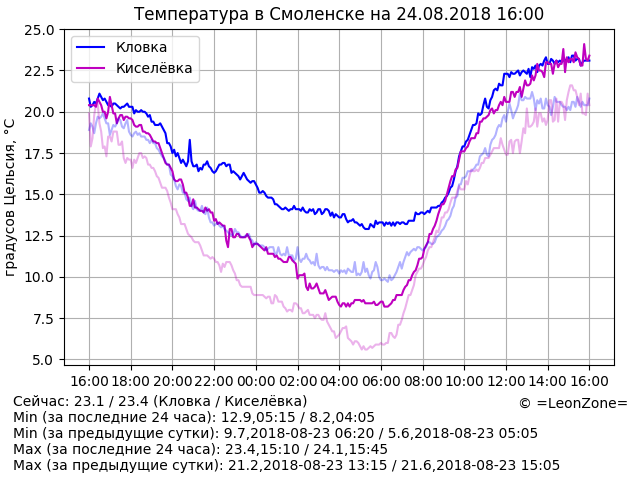 Температура в Смоленске на 24.08.2018 16:00
Кловка
Киселёвка
градусов Цельсия, °C
25.0
22.5
20.0
17.5
15.0
12.5
10.0
7.5
5.0
16:00 18:00 20:00 22:00 00:00 02:00 04:00 06:00 08:00 10:00 12:00 14:00 16:00
Сейчас: 23.1 / 23.4 (Кловка / Киселёвка)
© =LeonZone=
Min (за последние 24 часа): 12.9,05:15 / 8.2,04:05
Min (за предыдущие сутки): 9.7,2018-08-23 06:20 / 5.6,2018-08-23 05:05
Max (за последние 24 часа): 23.4,15:10 / 24.1,15:45
Max (за предыдущие сутки): 21.2,2018-08-23 13:15 / 21.6,2018-08-23 15:05